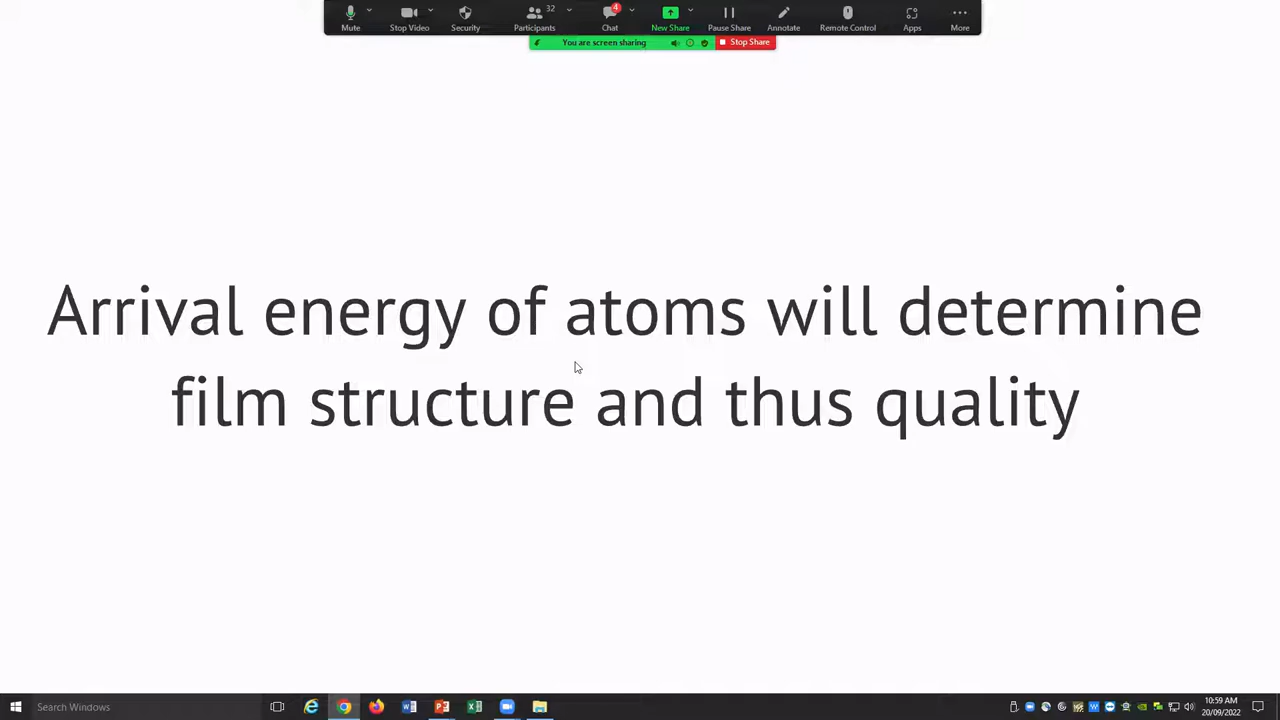 32
4
Mute
Stop Video
Security
Participants
Chat
New Share
Pause Share
Annotate
Remote Control
Apps
More
You are screen sharing
Stop Share
Arrival energy of atoms will determine
film structure and thus quality
Search Windows
10:59 AM
20/09/2022